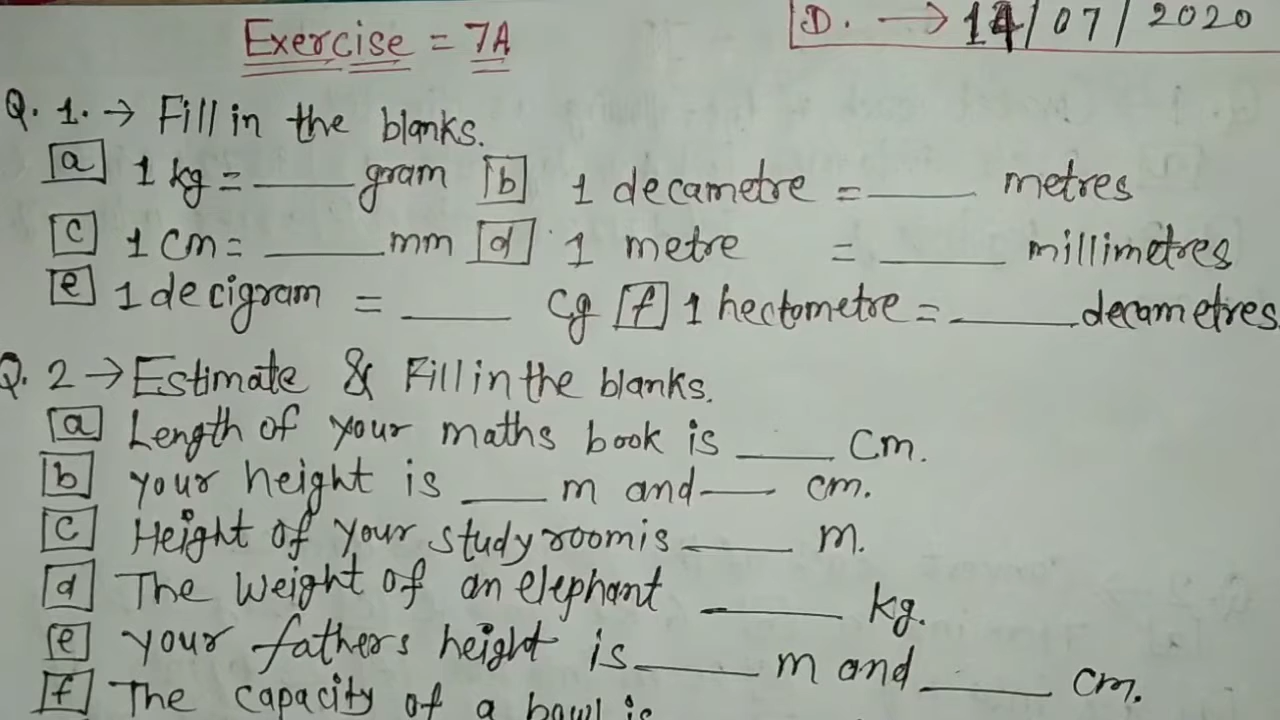 Exercise = 7A
D. → 14/07/2020
Q. 1. → Fill in the blanks.
a 1 kg = ____ gram b 1 decametre = ____ metres
c 1 cm = ____ mm d 1 metre = ____ millimetres
e 1 decigram = ____ cg f 1 hectometre = ____ decametres
Q. 2 → Estimate & Fill in the blanks.
a Length of your maths book is ____ cm.
b your height is ____ m and ____ cm.
c Height of your study room is ____ m.
d The weight of an elephant ____ kg.
e your fathers height is ____ m and ____ cm.
f The capacity of a bowl is